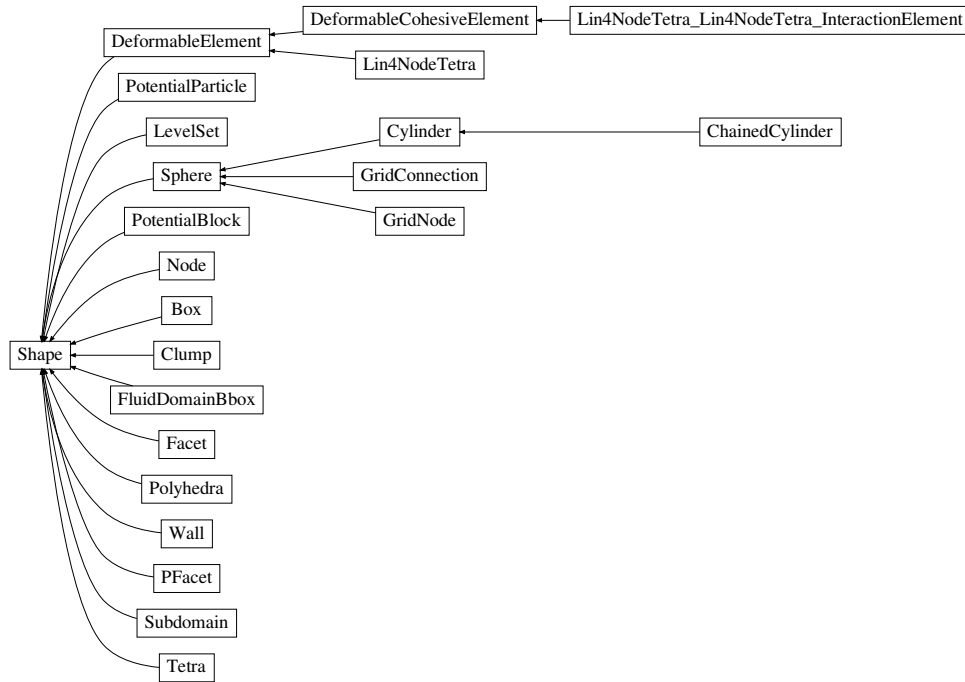 DeformableCohesiveElement
Lin4NodeTetra_Lin4NodeTetra_InteractionElement
DeformableElement
Lin4NodeTetra
PotentialParticle
LevelSet
Cylinder
ChainedCylinder
Sphere
GridConnection
PotentialBlock
GridNode
Node
Box
Shape
Clump
FluidDomainBbox
Facet
Polyhedra
Wall
PFacet
Subdomain
Tetra